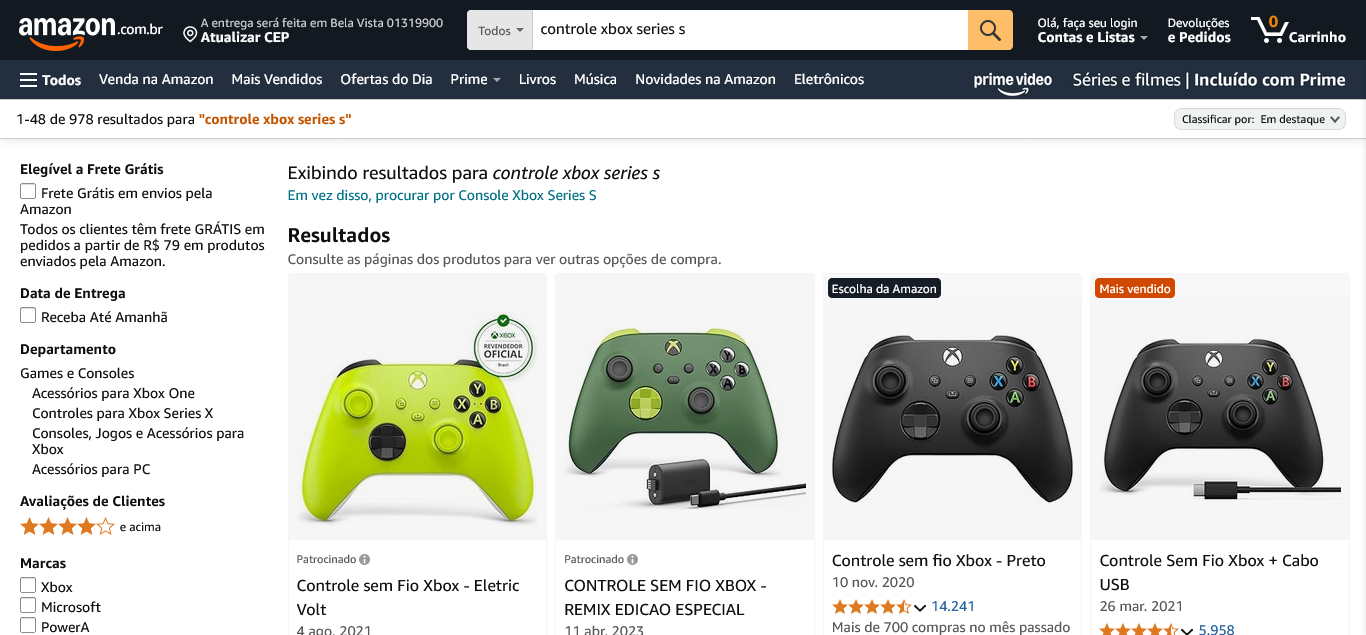 amazon.com.br
A entrega será feita em Bela Vista 01319900
Atualizar CEP
Todos
controle xbox series s
Olá, faça seu login
Contas e Listas
Devoluções
e Pedidos
0
Carrinho
Todos
Venda na Amazon
Mais Vendidos
Ofertas do Dia
Prime
Livros
Música
Novidades na Amazon
Eletrônicos
prime video
Séries e filmes | Incluído com Prime
1-48 de 978 resultados para "controle xbox series s"
Classificar por: Em destaque
Elegível a Frete Grátis
Frete Grátis em envios pela
Amazon
Todos os clientes têm frete GRÁTIS em
pedidos a partir de R$ 79 em produtos
enviados pela Amazon.
Data de Entrega
Receba Até Amanhã
Departamento
Games e Consoles
Acessórios para Xbox One
Controles para Xbox Series X
Consoles, Jogos e Acessórios para
Xbox
Acessórios para PC
Avaliações de Clientes
e acima
Marcas
Xbox
Microsoft
PowerA
Exibindo resultados para controle xbox series s
Em vez disso, procurar por Console Xbox Series S
Resultados
Consulte as páginas dos produtos para ver outras opções de compra.
XBOX
REVENDEDOR
OFICIAL
Brasil
Y
X
B
A
Patrocinado
Controle sem Fio Xbox - Eletric
Volt
4 ago. 2021
Y
X
B
A
Patrocinado
CONTROLE SEM FIO XBOX -
REMIX EDICAO ESPECIAL
11 abr. 2023
Escolha da Amazon
Y
X
B
A
Controle sem fio Xbox - Preto
10 nov. 2020
14.241
Mais de 700 compras no mês passado
Mais vendido
Y
X
B
A
Controle Sem Fio Xbox + Cabo
USB
26 mar. 2021
5.958